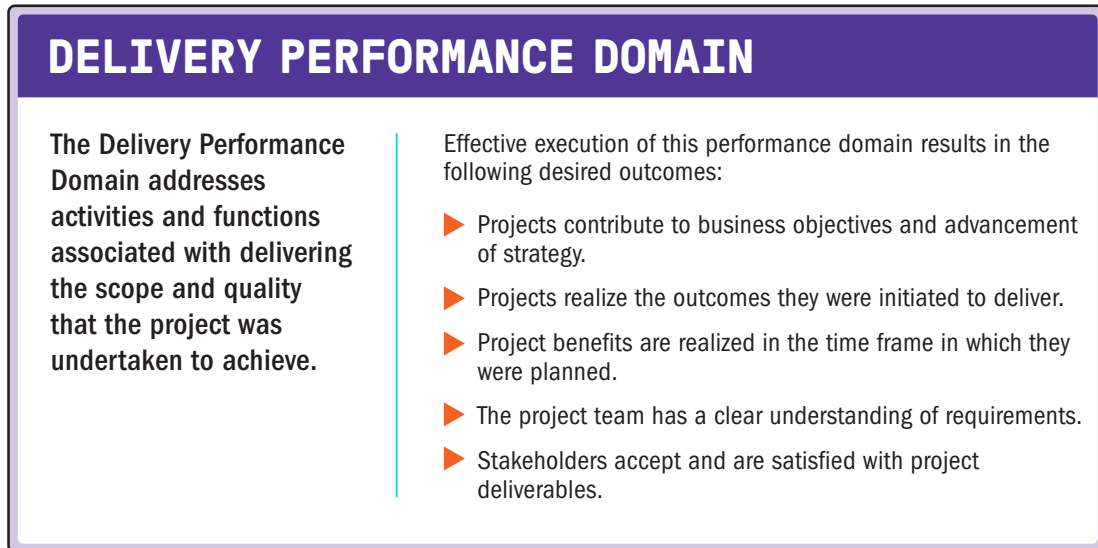 DELIVERY PERFORMANCE DOMAIN
The Delivery Performance
Domain addresses
activities and functions
associated with delivering
the scope and quality
that the project was
undertaken to achieve.
Effective execution of this performance domain results in the
following desired outcomes:
Projects contribute to business objectives and advancement
of strategy.
Projects realize the outcomes they were initiated to deliver.
Project benefits are realized in the time frame in which they
were planned.
The project team has a clear understanding of requirements.
Stakeholders accept and are satisfied with project
deliverables.